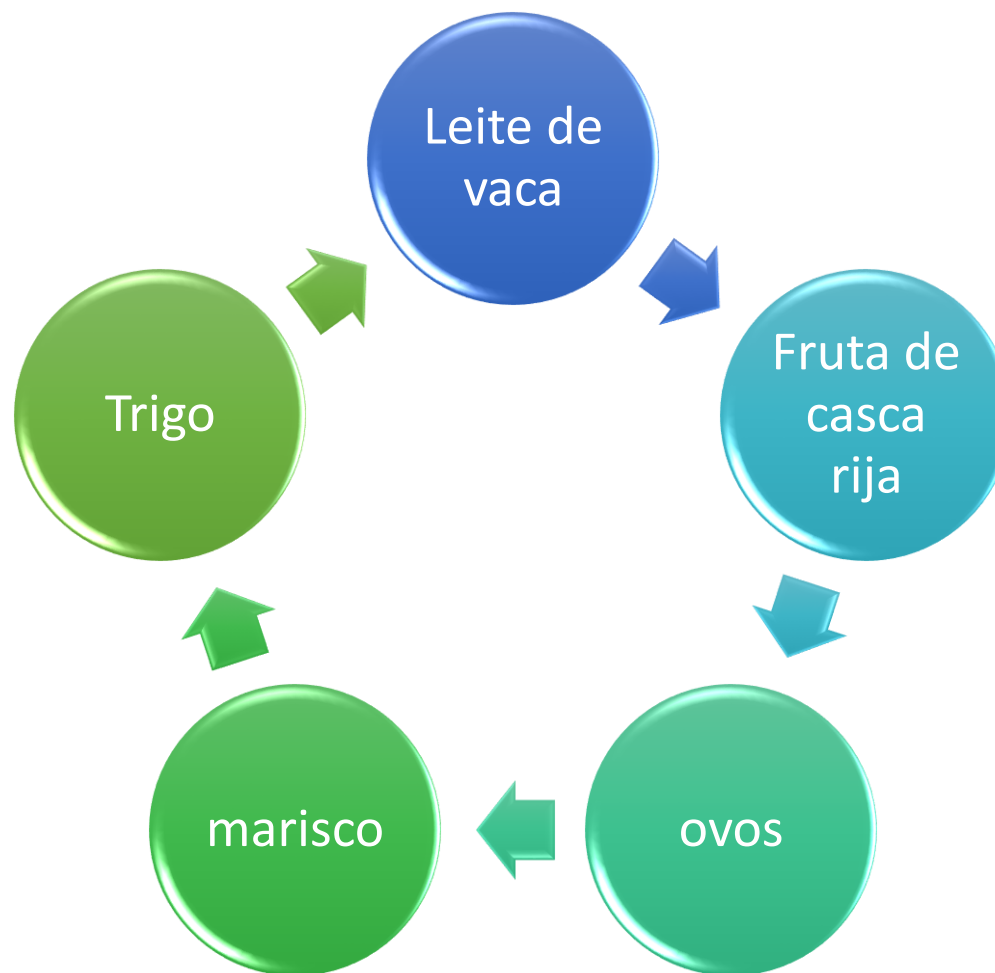 Leite de
vaca
Fruta de
casca
rija
ovos
marisco
Trigo